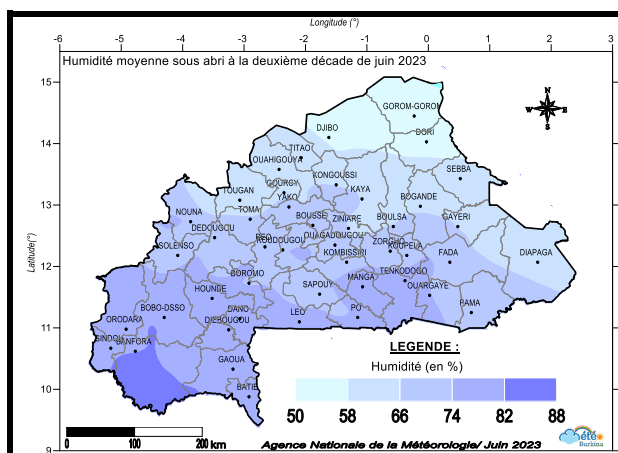 Longitude (°)
-6 -5 -4 -3 -2 -1 0 1 2 3
Humidité moyenne sous abri à la deuxième décade de juin 2023
15
GOROM-GOROM
N
W E
S
DJIBO
14
DORI
TITAO
OUAHIGOUYA
SEBBA
KONGOUSSI
GOURCY
KAYA
13
TOUGAN
YAKO
BOGANDE
NOUNA
TOMA
BOUSSE
ZINIARE
BOULSA
GAYERI
DEDOUGOU
REO
OUAGADOUGOU
ZORGHO
KOUPELA
SOLENSO
KOUDOUGOU
KOMBISSIRI
FADA
DIAPAGA
Latitude(°)
12
BOROMO
SAPOUY
MANGA
TENKODOGO
OUARGAYE
HOUNDE
BOBO-DSSO
DANO
LEO
PO
PAMA
ORODARA
DIEBOUGOU
11
SINDOU
BANFORA
LEGENDE :
GAOUA
Humidité (en %)
10
BATIE
50 58 66 74 82 88
0 100 200 km
Agence Nationale de la Météorologie/ Juin 2023
météo
Burkina
9